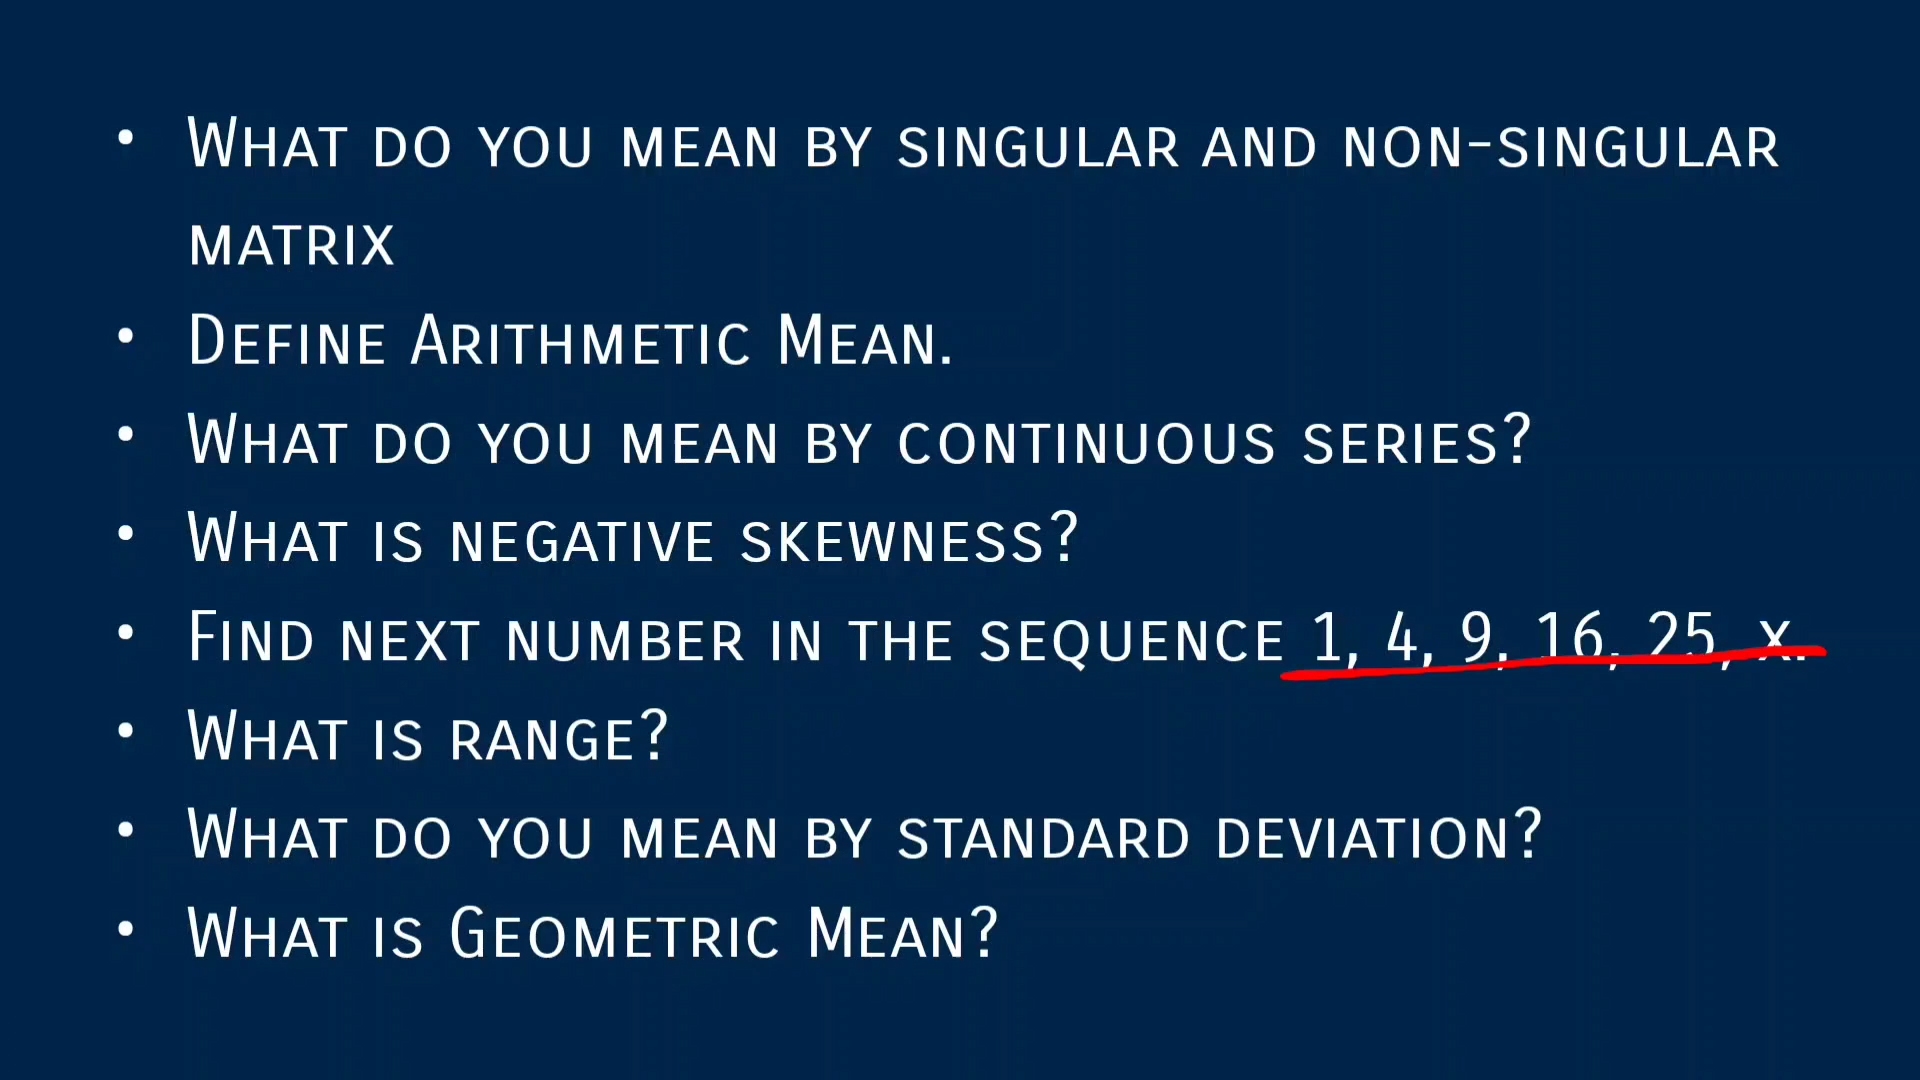 • What do you mean by singular and non-singular
matrix
• Define Arithmetic Mean.
• What do you mean by continuous series?
• What is negative skewness?
• Find next number in the sequence 1, 4, 9, 16, 25, x.
• What is range?
• What do you mean by standard deviation?
• What is Geometric Mean?